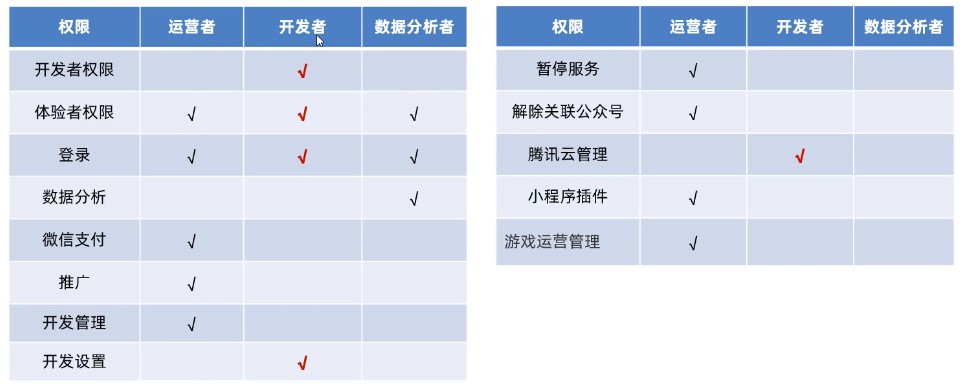 权限 运营者 开发者 数据分析者
开发者权限 √
体验者权限 √ √ √
登录 √ √ √
数据分析 √
微信支付 √
推广 √
开发管理 √
开发设置 √
权限 运营者 开发者 数据分析者
暂停服务 √
解除关联公众号 √
腾讯云管理 √
小程序插件 √
游戏运营管理 √